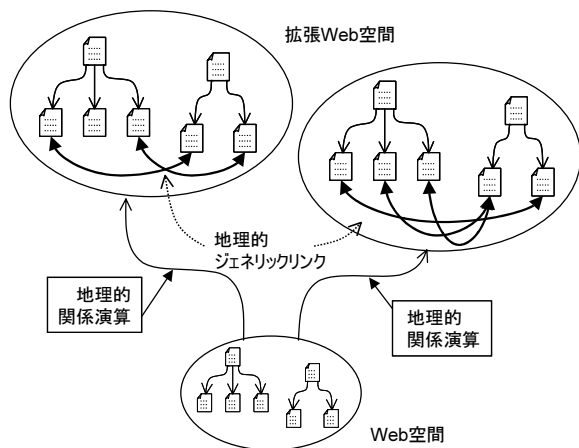 拡張Web空間
地理的
ジェネリックリンク
地理的
関係演算
地理的
関係演算
Web空間